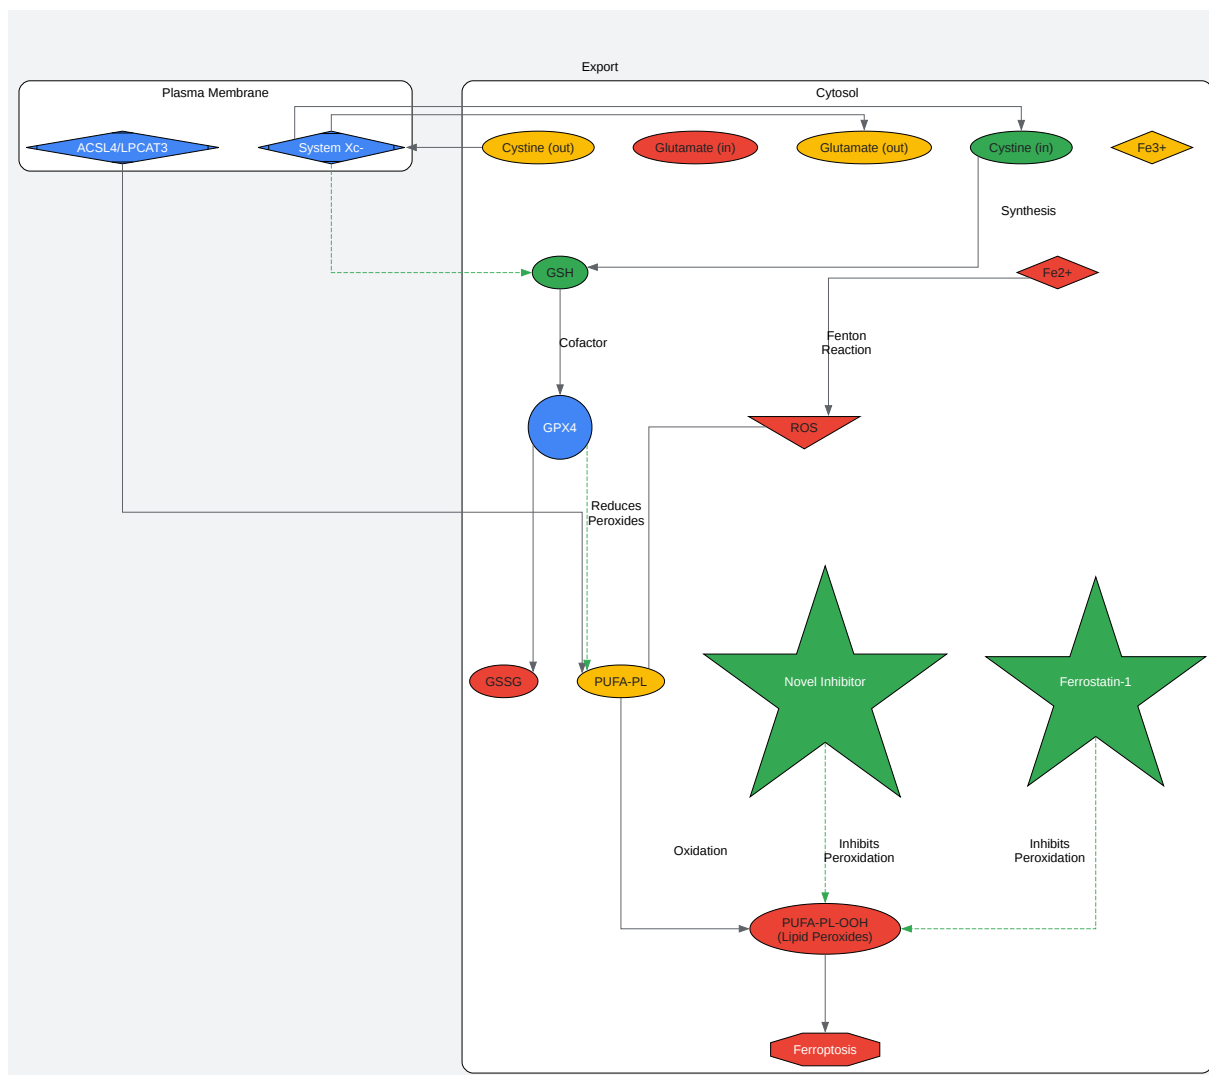 Export
Plasma Membrane
Cytosol
ACSL4/LPCAT3
System Xc-
Cystine (out)
Glutamate (in)
Glutamate (out)
Cystine (in)
Fe3+
Synthesis
GSH
Fe2+
Cofactor
Fenton
Reaction
GPX4
ROS
Reduces
Peroxides
GSSG
PUFA-PL
Novel Inhibitor
Ferrostatin-1
Oxidation
Inhibits
Peroxidation
Inhibits
Peroxidation
PUFA-PL-OOH
(Lipid Peroxides)
Ferroptosis